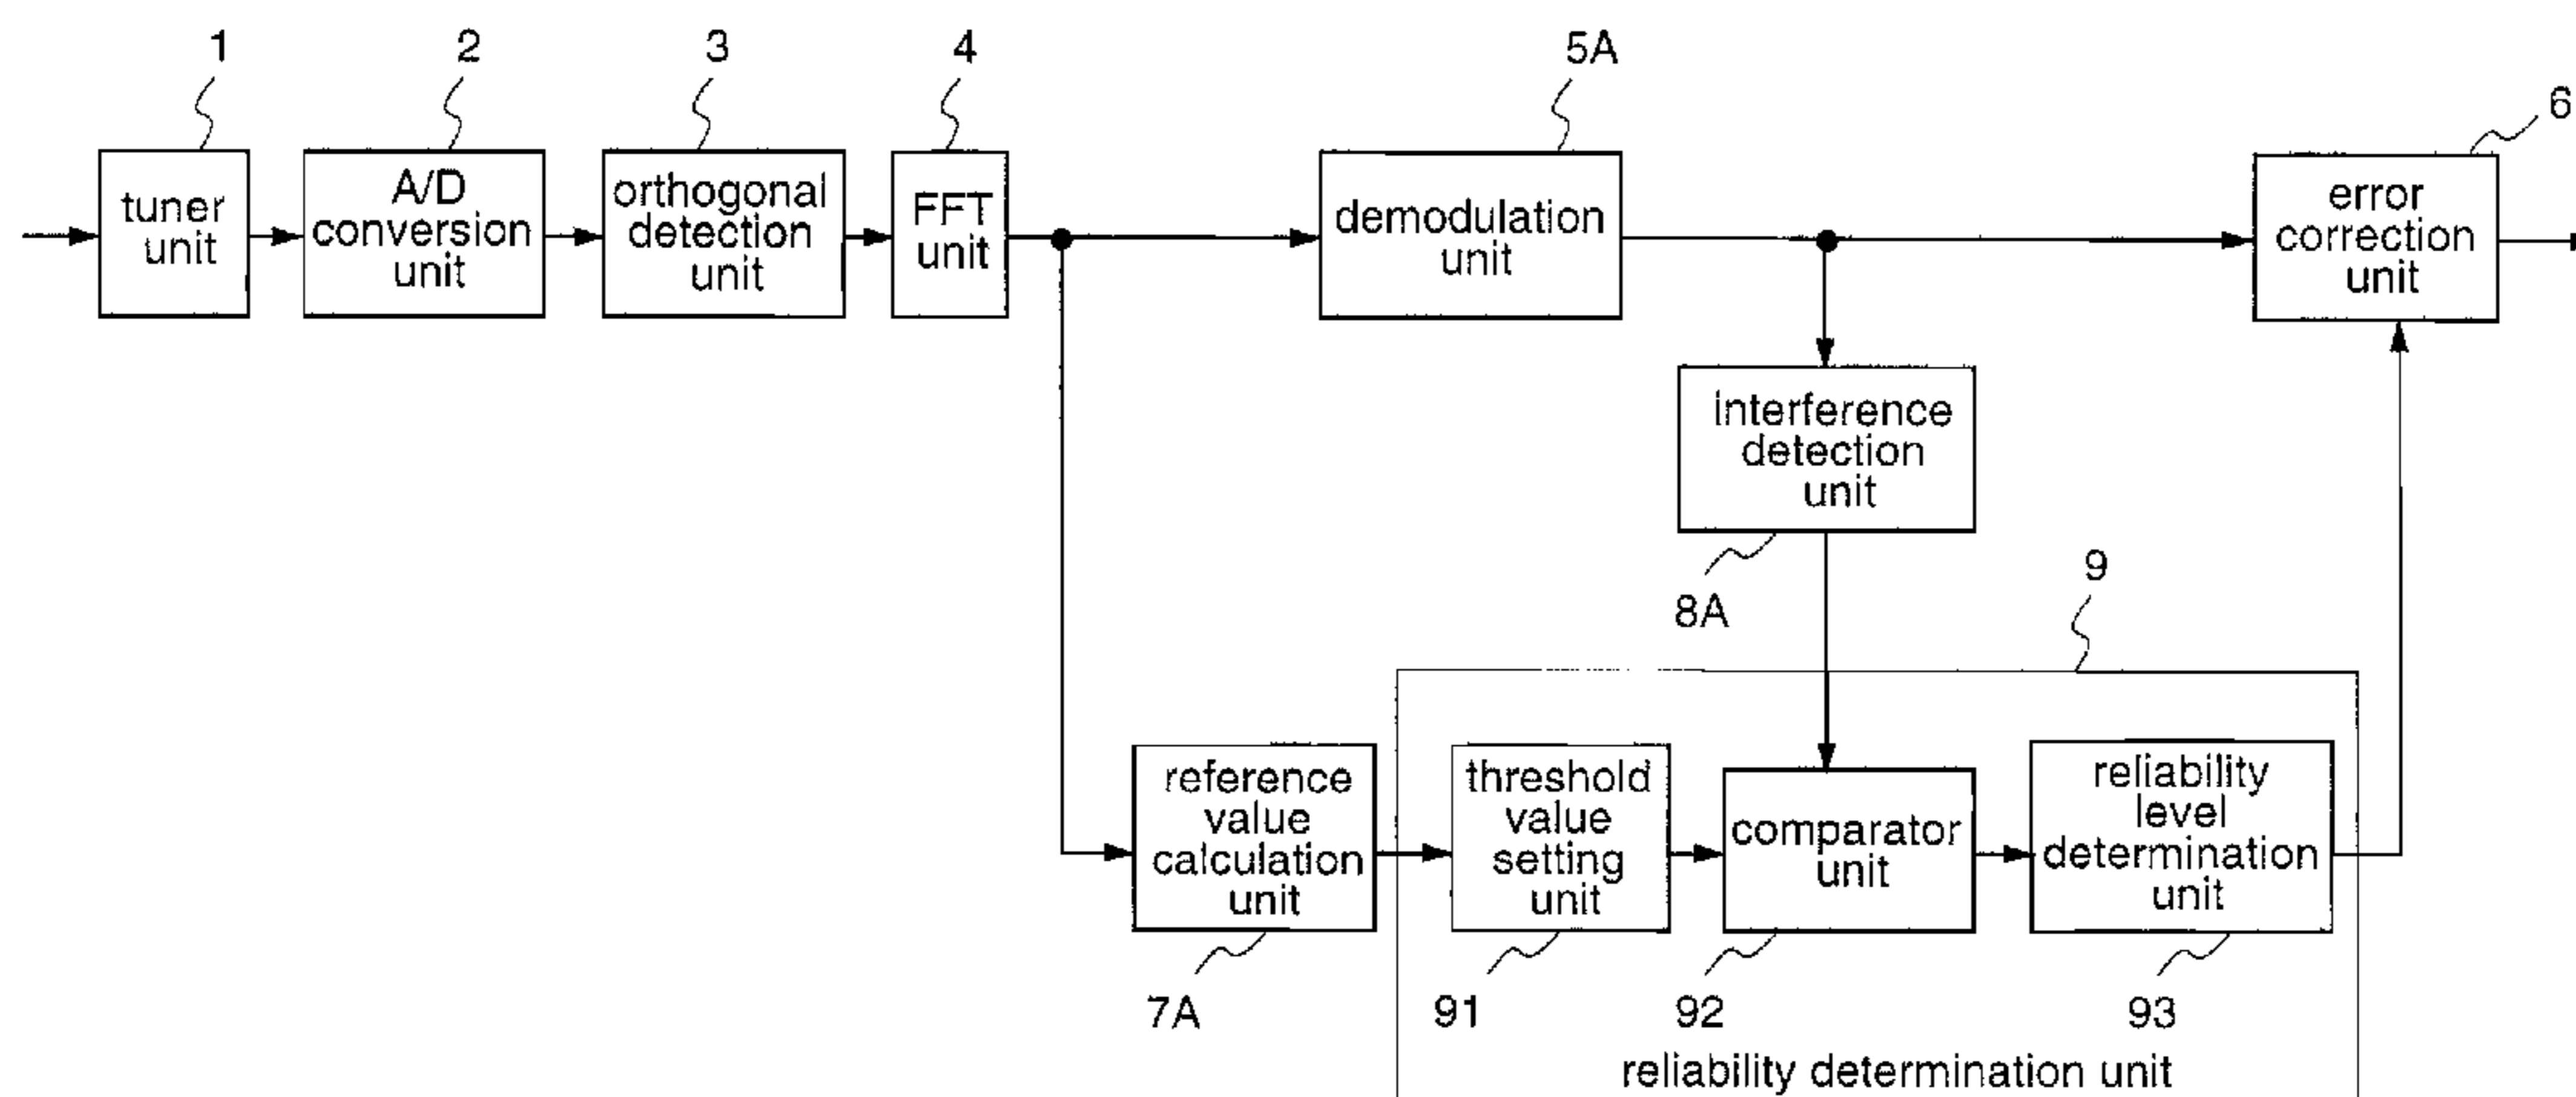 1
2
3
4
5A
6
tuner
unit
A/D
conversion
unit
orthogonal
detection
unit
FFT
unit
demodulation
unit
error
correction
unit
interference
detection
unit
8A
9
reference
value
calculation
unit
threshold
value
setting
unit
comparator
unit
reliability
level
determination
unit
7A
91
92
93
reliability determination unit